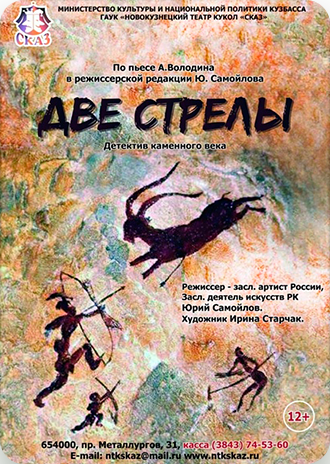 МИНИСТЕРСТВО КУЛЬТУРЫ И НАЦИОНАЛЬНОЙ ПОЛИТИКИ КУЗБАССА
ГАУК «НОВОКУЗНЕЦКИЙ ТЕАТР КУКОЛ «СКАЗ»
СКАЗ
По пьесе А.Володина
в режиссерской редакции Ю. Самойлова
ДВЕ СТРЕЛЫ
Детектив каменного века
Режиссер - засл. артист России,
Засл. деятель искусств РК
Юрий Самойлов.
Художник Ирина Старчак.
12+
654000, пр. Металлургов, 31, касса (3843) 74-53-60
E-mail: ntkskaz@mail.ru www.ntkskaz.ru